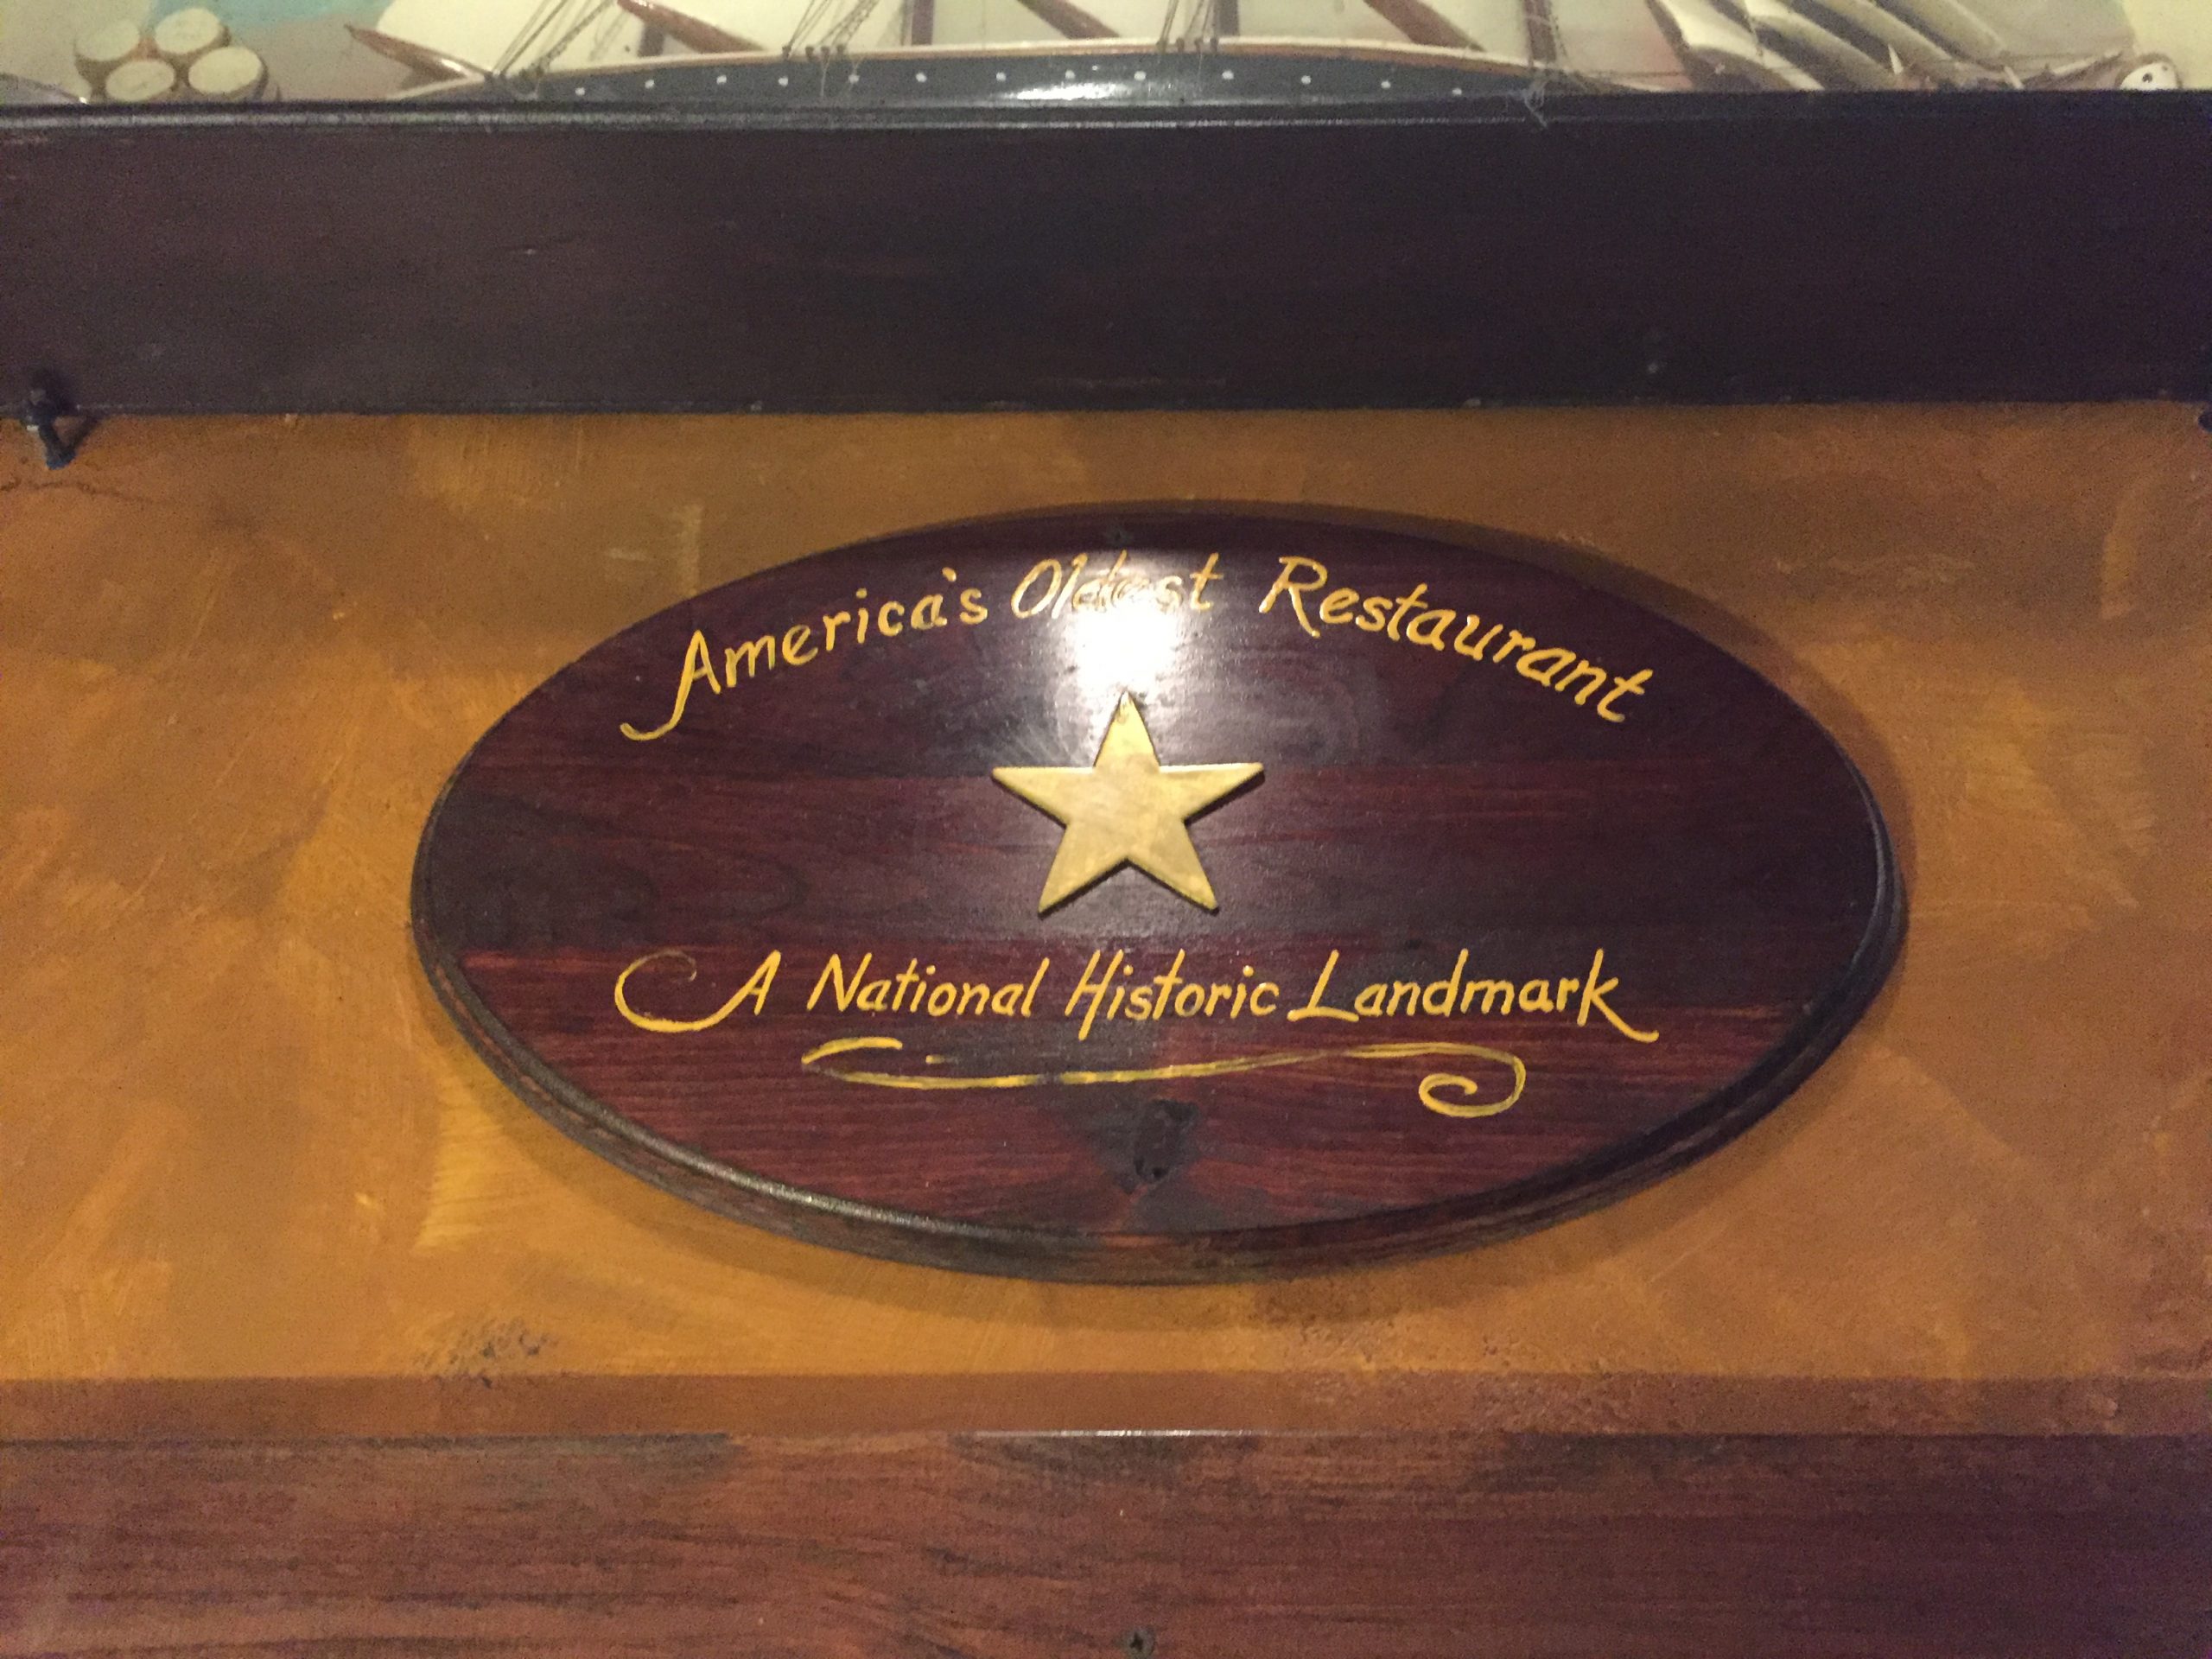 America's Oldest Restaurant
A National Historic Landmark